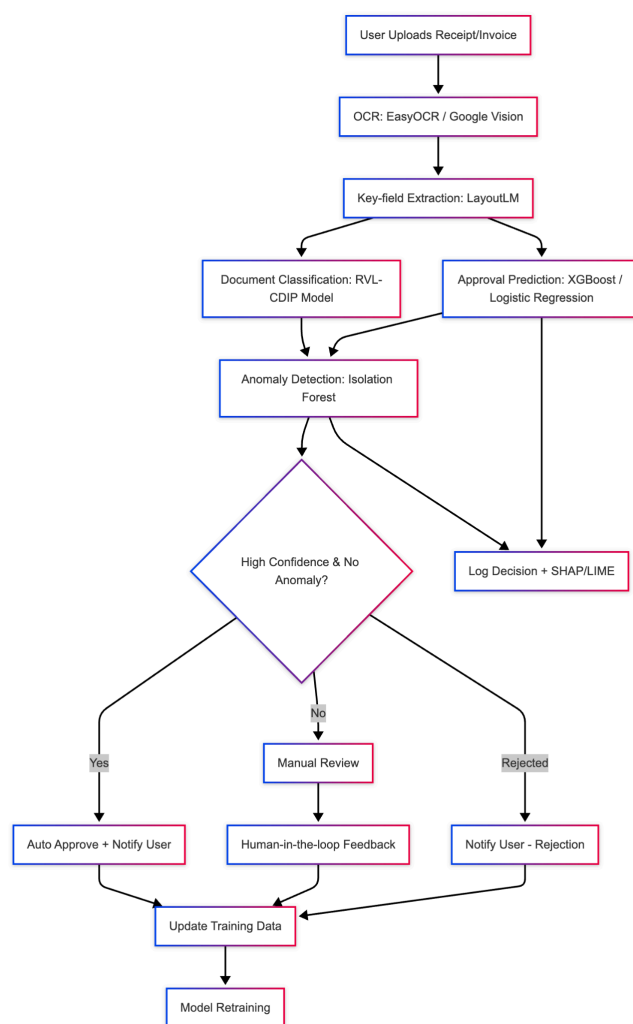 User Uploads Receipt/Invoice
OCR: EasyOCR / Google Vision
Key-field Extraction: LayoutLM
Document Classification: RVL-
CDIP Model
Approval Prediction: XGBoost /
Logistic Regression
Anomaly Detection: Isolation
Forest
High Confidence & No
Anomaly?
Log Decision + SHAP/LIME
No
Yes
Manual Review
Rejected
Auto Approve + Notify User
Human-in-the-loop Feedback
Notify User - Rejection
Update Training Data
Model Retraining